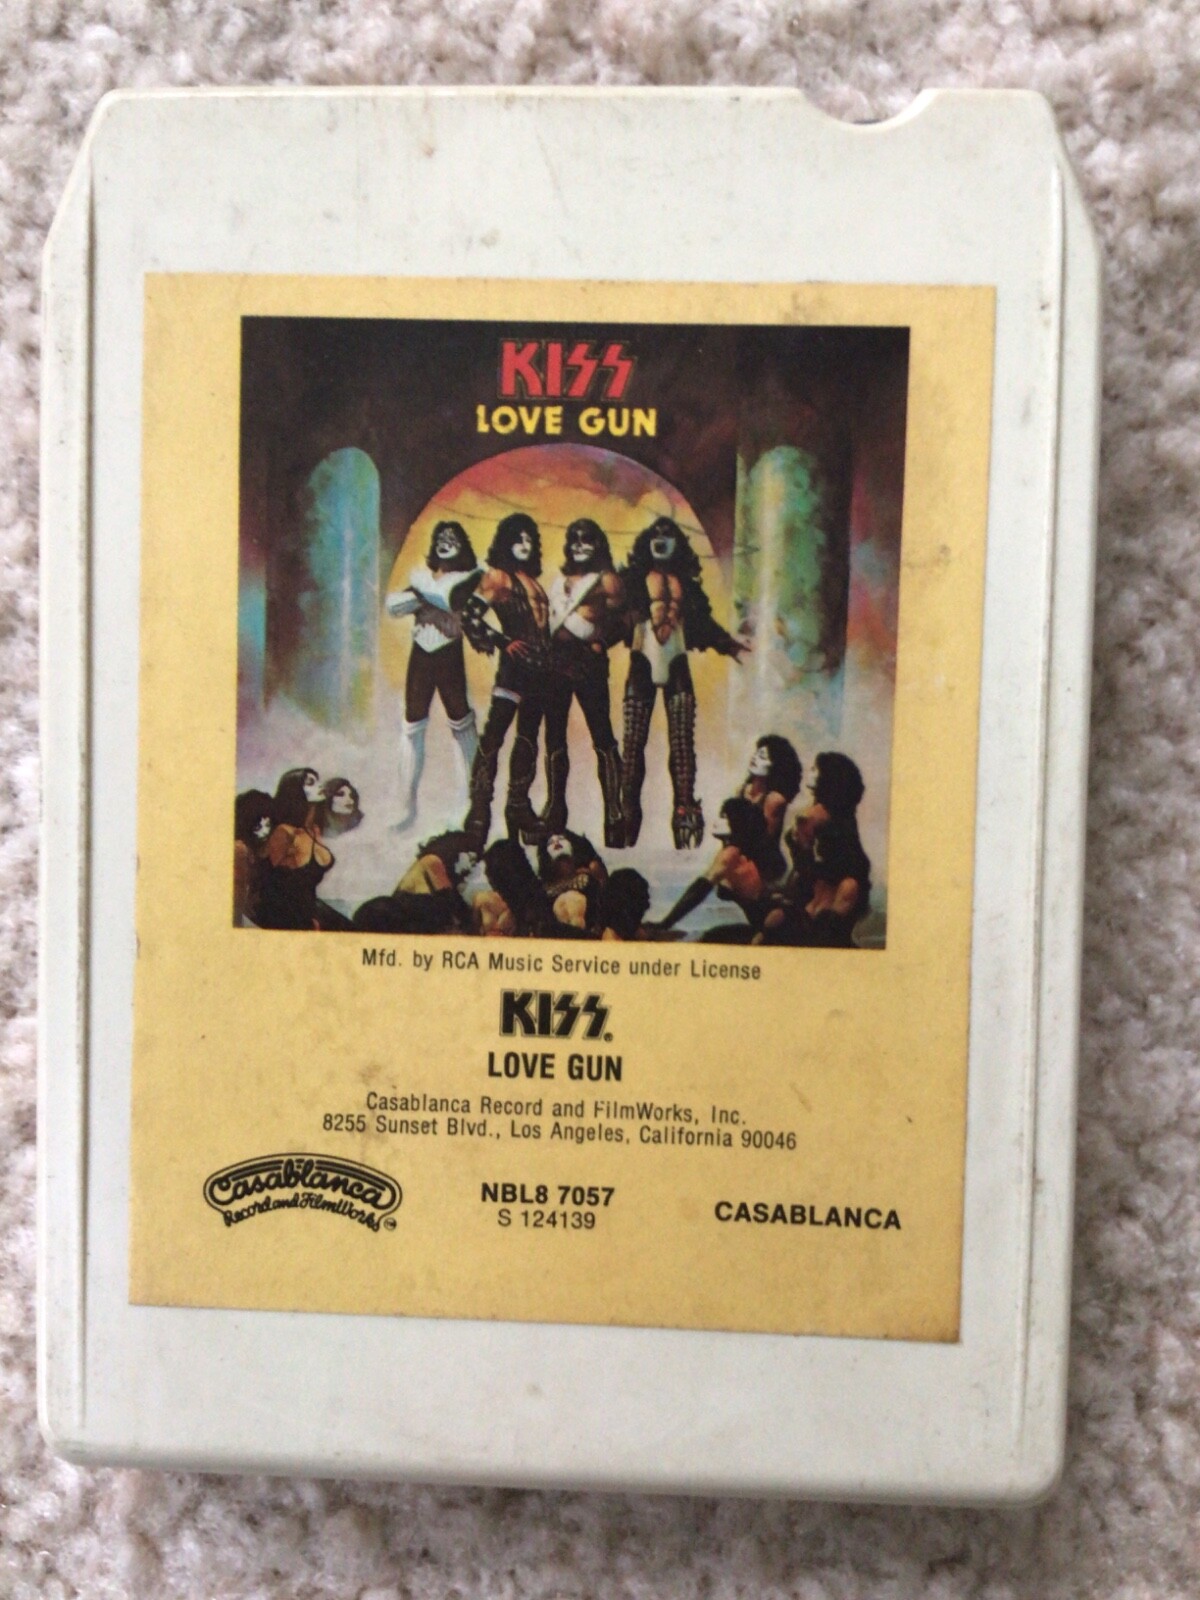 KISS
LOVE GUN
Mfd. by RCA Music Service under License
KISS®
LOVE GUN
Casablanca Record and FilmWorks, Inc.
8255 Sunset Blvd., Los Angeles, California 90046
Casablanca
Record and FilmWorks™
NBL8 7057
S 124139
CASABLANCA